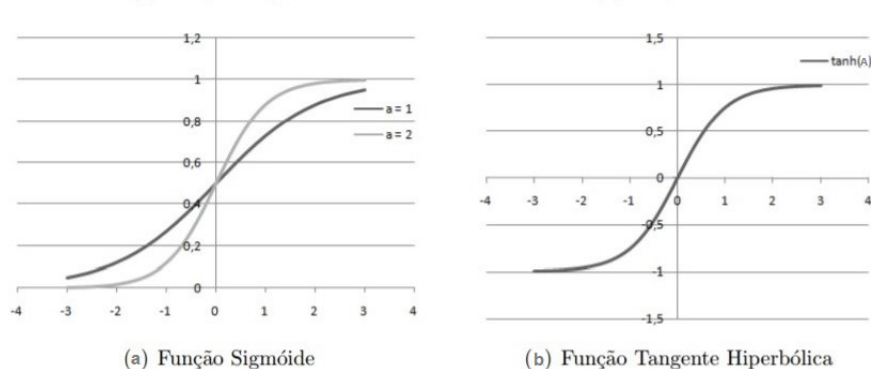 1,2
1
0,8
0,6
0,4
0,2
0
-4 -3 -2 -1 0 1 2 3 4
a = 1
a = 2
(a) Função Sigmóide
1,5
1
0,5
0
-0,5
-1
-1,5
-4 -3 -2 -1 0 1 2 3 4
tanh(A)
(b) Função Tangente Hiperbólica